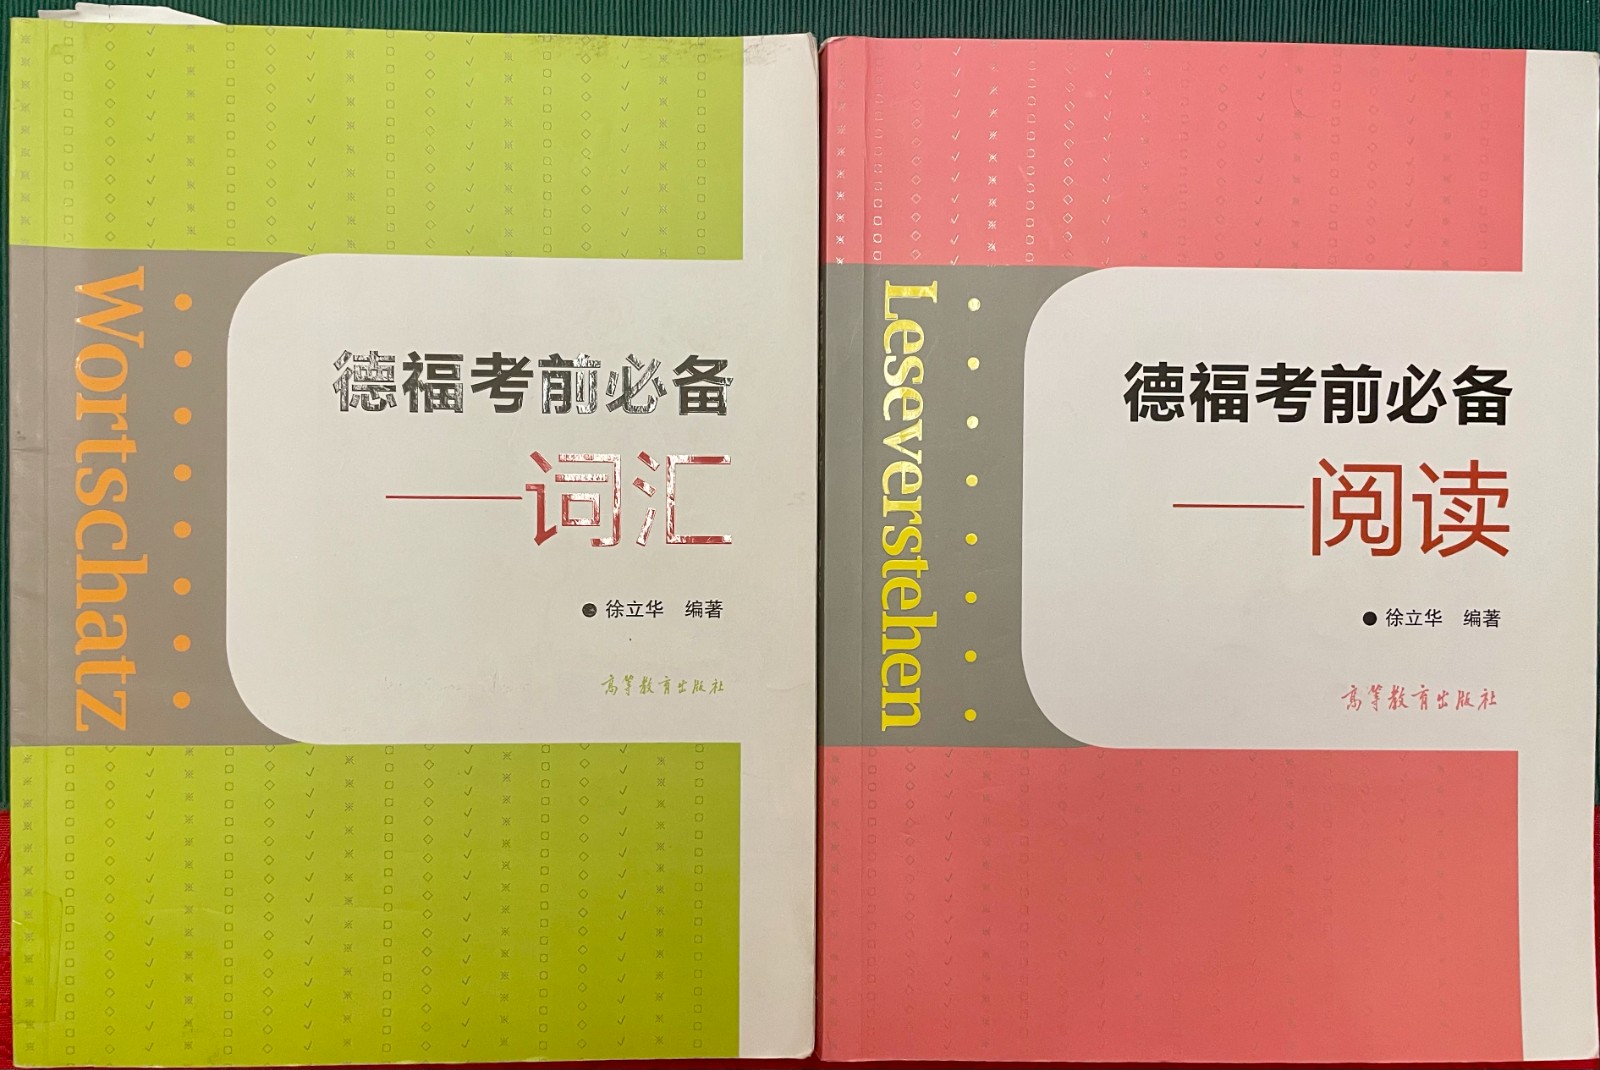 Wortschatz
德福考前必备
——词汇
● 徐立华 编著
高等教育出版社
Leseverstehen
德福考前必备
——阅读
● 徐立华 编著
高等教育出版社